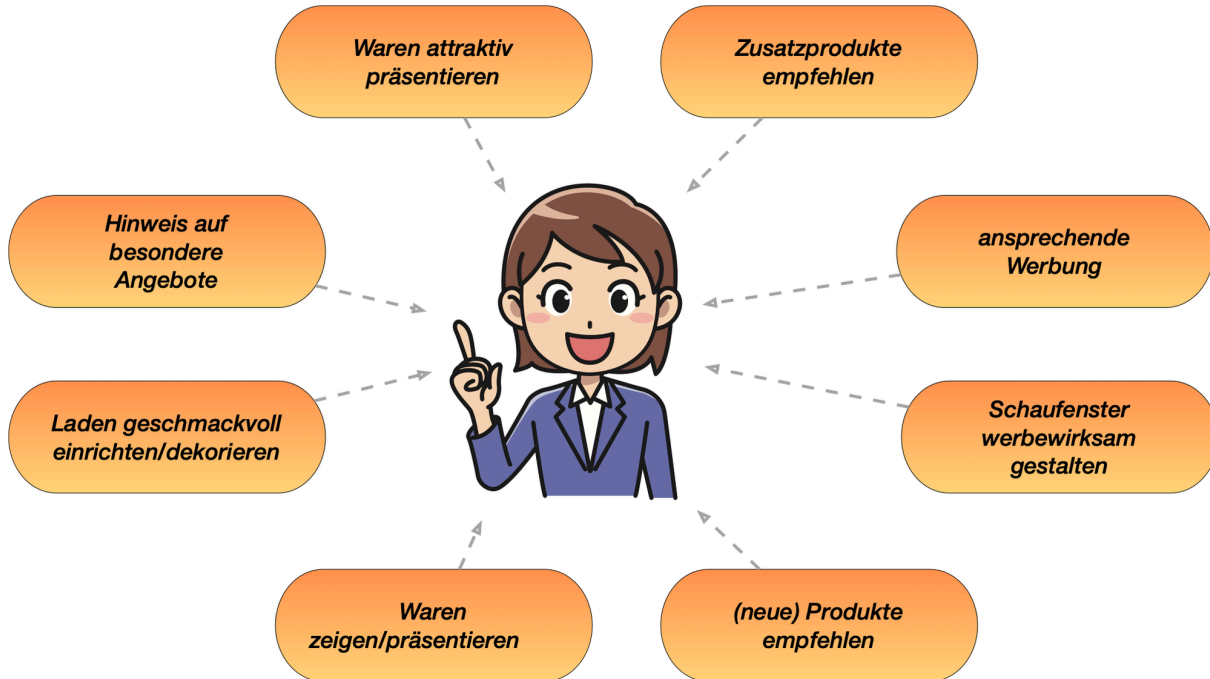 Waren attraktiv
präsentieren
Zusatzprodukte
empfehlen
Hinweis auf
besondere
Angebote
ansprechende
Werbung
Laden geschmackvoll
einrichten/dekorieren
Schaufenster
werbewirksam
gestalten
Waren
zeigen/präsentieren
(neue) Produkte
empfehlen